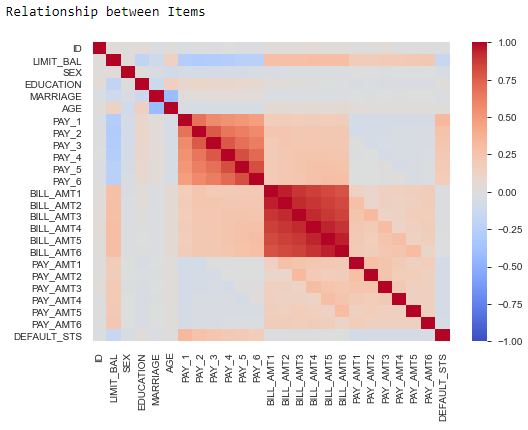 Relationship between Items
ID
LIMIT_BAL
SEX
EDUCATION
MARRIAGE
AGE
PAY_1
PAY_2
PAY_3
PAY_4
PAY_5
PAY_6
BILL_AMT1
BILL_AMT2
BILL_AMT3
BILL_AMT4
BILL_AMT5
BILL_AMT6
PAY_AMT1
PAY_AMT2
PAY_AMT3
PAY_AMT4
PAY_AMT5
PAY_AMT6
DEFAULT_STS
ID
LIMIT_BAL
SEX
EDUCATION
MARRIAGE
AGE
PAY_1
PAY_2
PAY_3
PAY_4
PAY_5
PAY_6
BILL_AMT1
BILL_AMT2
BILL_AMT3
BILL_AMT4
BILL_AMT5
BILL_AMT6
PAY_AMT1
PAY_AMT2
PAY_AMT3
PAY_AMT4
PAY_AMT5
PAY_AMT6
DEFAULT_STS
1.00
0.75
0.50
0.25
0.00
−0.25
−0.50
−0.75
−1.00